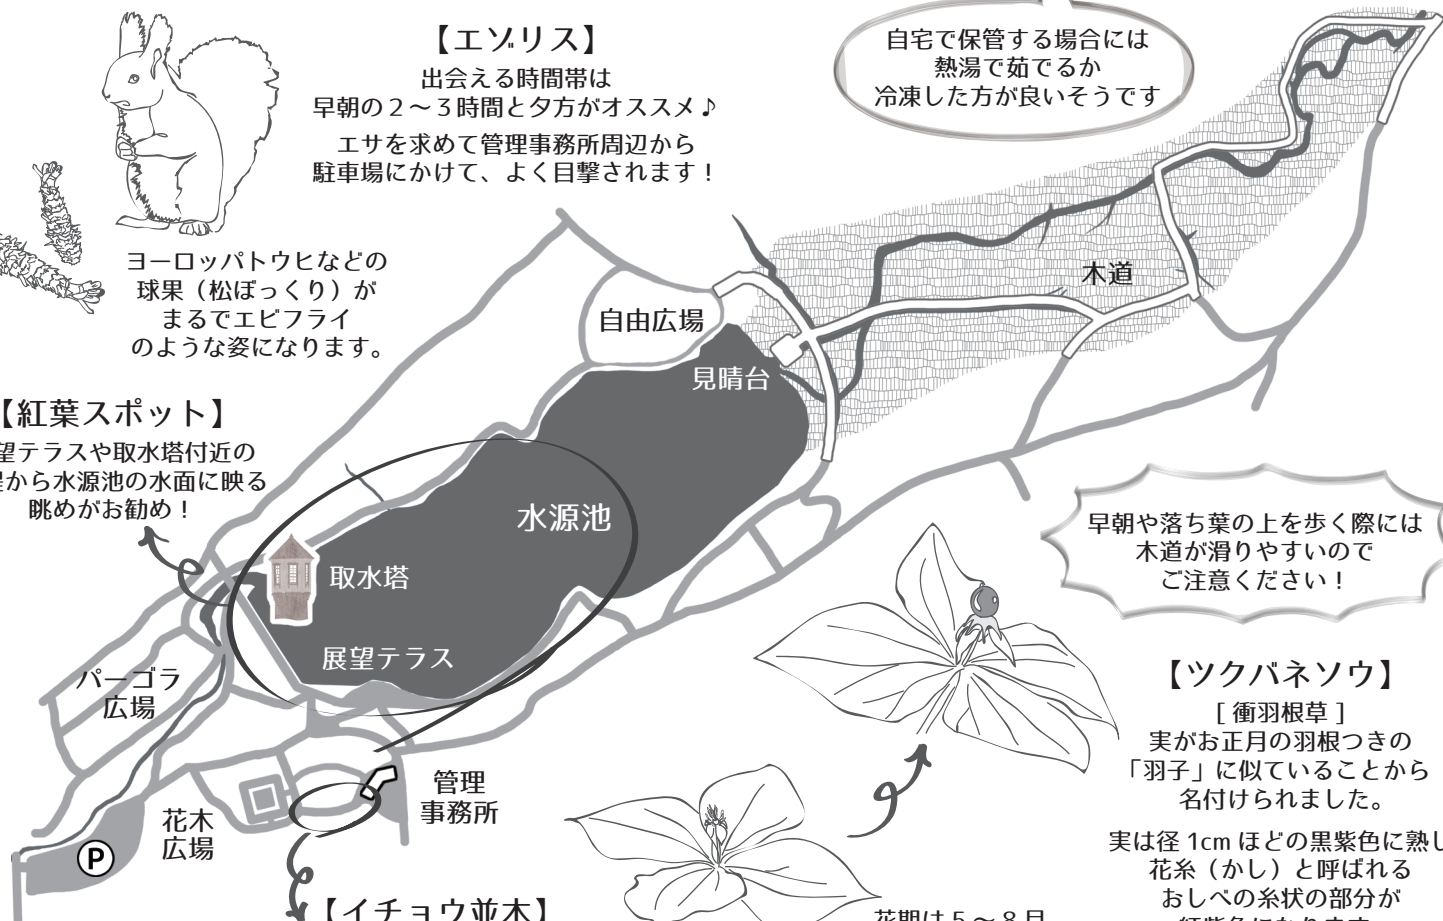 【エゾリス】
出会える時間帯は
早朝の２～３時間と夕方がオススメ♪
エサを求めて管理事務所周辺から
駐車場にかけて、よく目撃されます！
自宅で保管する場合には
熱湯で茹でるか
冷凍した方が良いそうです
ヨーロッパトウヒなどの
球果（松ぼっくり）が
まるでエビフライ
のような姿になります。
自由広場
木道
見晴台
【紅葉スポット】
望テラスや取水塔付近の
から水源池の水面に映る
眺めがお勧め！
水源池
取水塔
展望テラス
早朝や落ち葉の上を歩く際には
木道が滑りやすいので
ご注意ください！
パーゴラ
広場
管理
事務所
花木
広場
P
【イチョウ並木】
【ツクバネソウ】
[ 衝羽根草 ]
実がお正月の羽根つきの
「羽子」に似ていることから
名付けられました。
実は径 1cm ほどの黒紫色に熟し
花糸（かし）と呼ばれる
おしべの糸状の部分が
花期は５～８月